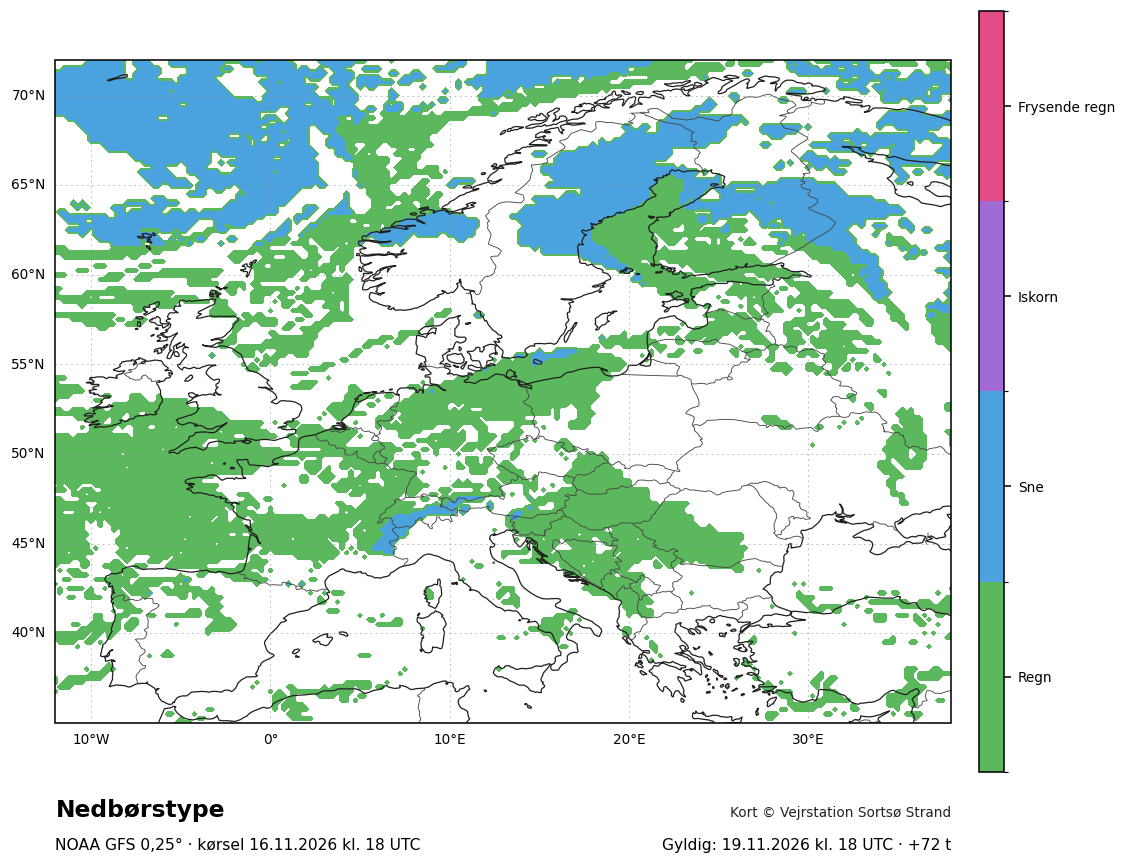 70°N
65°N
60°N
55°N
50°N
45°N
40°N
10°W
0°
10°E
20°E
30°E
Frysende regn
Iskorn
Sne
Regn
Nedbørstype
Kort © Vejrstation Sortsø Strand
NOAA GFS 0,25° · kørsel 16.11.2026 kl. 18 UTC
Gyldig: 19.11.2026 kl. 18 UTC · +72 t